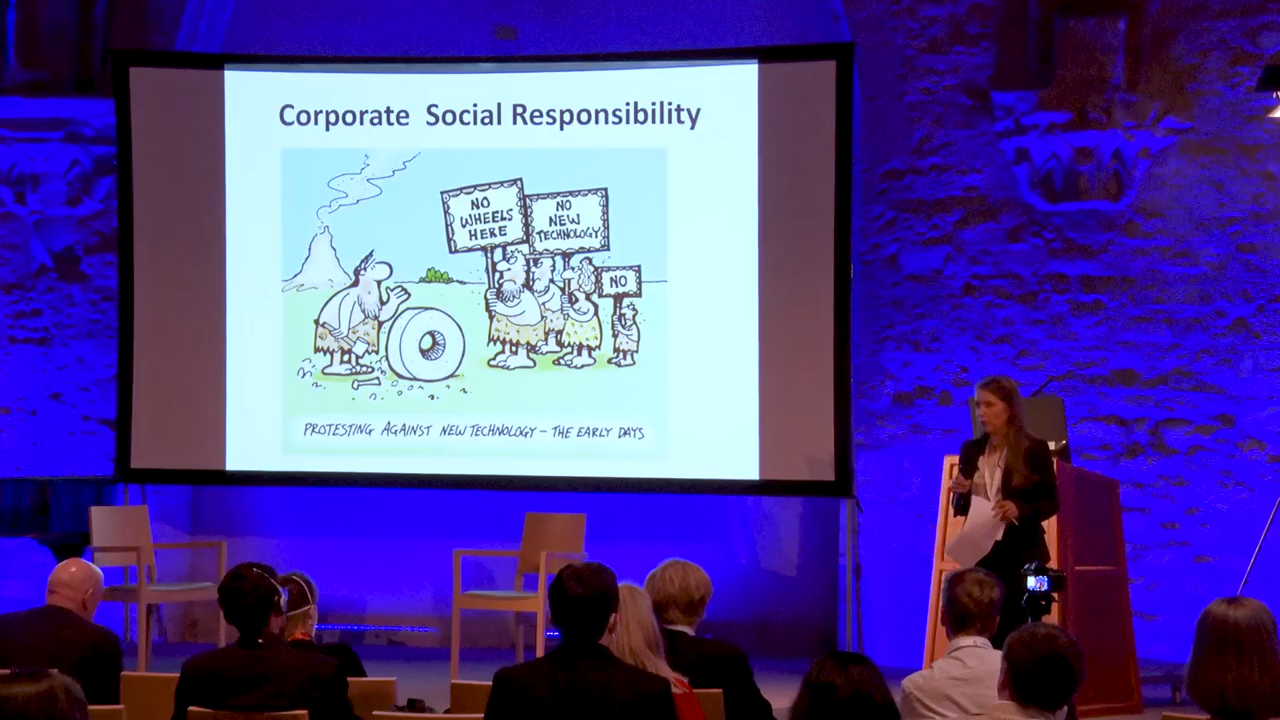 Corporate Social Responsibility
NO
WHEELS
HERE
NO
NEW
TECHNOLOGY
NO
PROTESTING AGAINST NEW TECHNOLOGY – THE EARLY DAYS